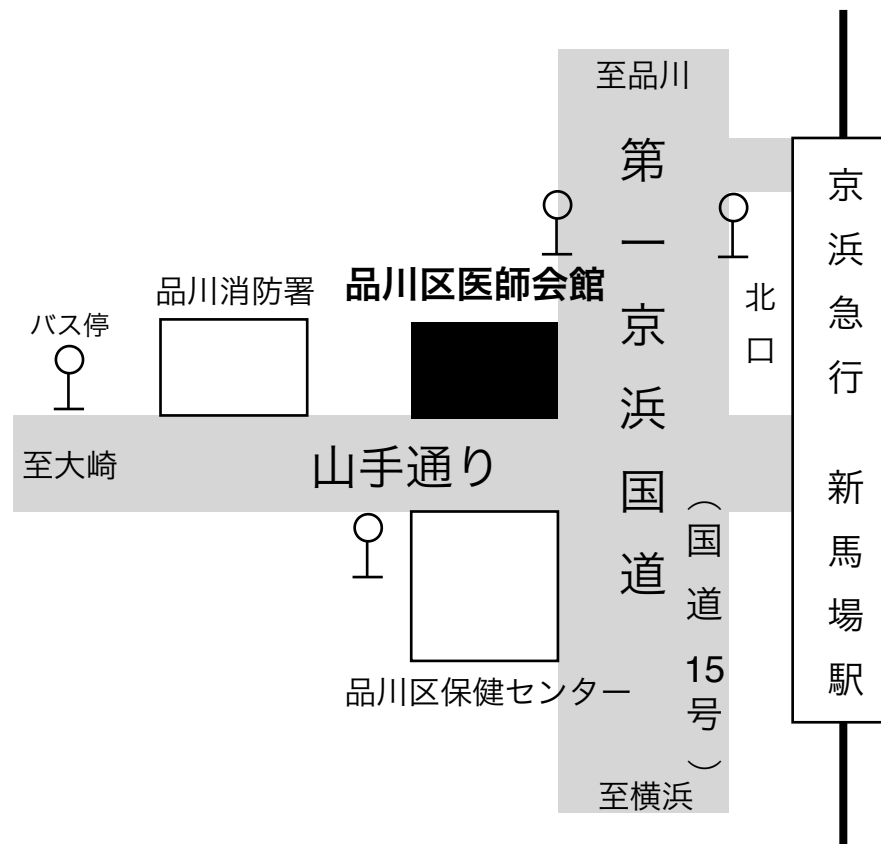 至品川
第一京浜国道
(国道15号)
至横浜
京浜急行 新馬場駅
北口
品川区医師会館
品川消防署
バス停
至大崎
山手通り
品川区保健センター